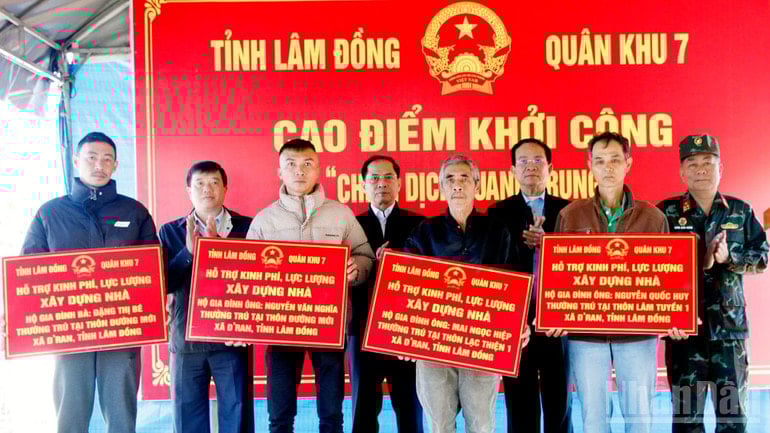 TỈNH LÂM ĐỒNG
QUÂN KHU 7
VIỆT NAM
CAO ĐIỂM KHỞI CÔNG
“CH DỊCH QUANG TRUNG
TỈNH LÂM ĐỒNG QUÂN KHU 7
HỖ TRỢ KINH PHÍ, LỰC LƯỢNG
XÂY DỰNG NHÀ
HỘ GIA ĐÌNH BÀ: ĐẶNG THỊ BÉ
THƯỜNG TRÚ TẠI THÔN ĐƯỜNG MỚI
XÃ D'RAN, TỈNH LÂM ĐỒNG
TỈNH LÂM ĐỒNG QUÂN KHU 7
HỖ TRỢ KINH PHÍ, LỰC LƯỢNG
XÂY DỰNG NHÀ
HỘ GIA ĐÌNH ÔNG: NGUYỄN VĂN NGHĨA
THƯỜNG TRÚ TẠI THÔN ĐƯỜNG MỚI
XÃ D'RAN, TỈNH LÂM ĐỒNG
TỈNH LÂM ĐỒNG QUÂN KHU 7
HỖ TRỢ KINH PHÍ, LỰC LƯỢNG
XÂY DỰNG NHÀ
HỘ GIA ĐÌNH ÔNG: MAI NGỌC HIỆP
THƯỜNG TRÚ TẠI THÔN LẠC THIỆN 1
XÃ D'RAN, TỈNH LÂM ĐỒNG
TỈNH LÂM ĐỒNG QUÂN KHU 7
HỖ TRỢ KINH PHÍ, LỰC LƯỢNG
XÂY DỰNG NHÀ
HỘ GIA ĐÌNH ÔNG: NGUYỄN QUỐC HUY
THƯỜNG TRÚ TẠI THÔN LÂM TUYỀN 1
XÃ D'RAN, TỈNH LÂM ĐỒNG
NhanDan